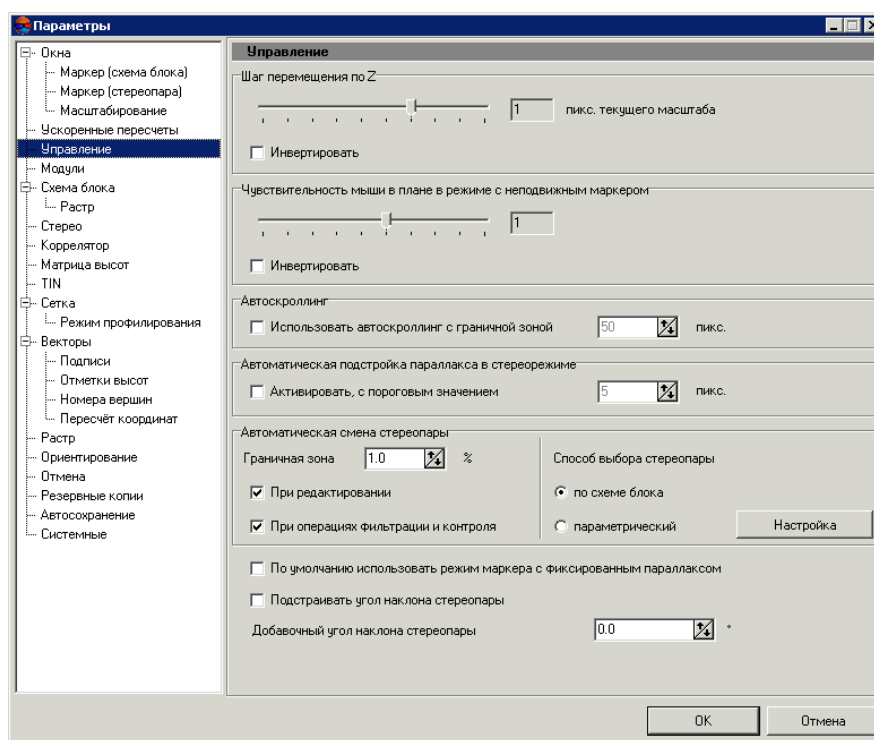 Параметры
Окна
Маркер (схема блока)
Маркер (стереопара)
Масштабирование
Ускоренные пересчеты
Управление
Модули
Схема блока
Растр
Стерео
Коррелятор
Матрица высот
TIN
Сетка
Режим профилирования
Векторы
Подписи
Отметки высот
Номера вершин
Пересчёт координат
Растр
Ориентирование
Отмена
Резервные копии
Автосохранение
Системные
Управление
Шаг перемещения по Z
1 пикс. текущего масштаба
Инвертировать
Чувствительность мыши в плане в режиме с неподвижным маркером
1
Инвертировать
Автоскроллинг
Использовать автоскроллинг с граничной зоной 50 пикс.
Автоматическая подстройка параллакса в стереорежиме
Активировать, с пороговым значением 5 пикс.
Автоматическая смена стереопары
Граничная зона 1.0 %
При редактировании
При операциях фильтрации и контроля
Способ выбора стереопары
по схеме блока
параметрический Настройка
По умолчанию использовать режим маркера с фиксированным параллаксом
Подстраивать угол наклона стереопары
Добавочный угол наклона стереопары 0.0 °
OK Отмена